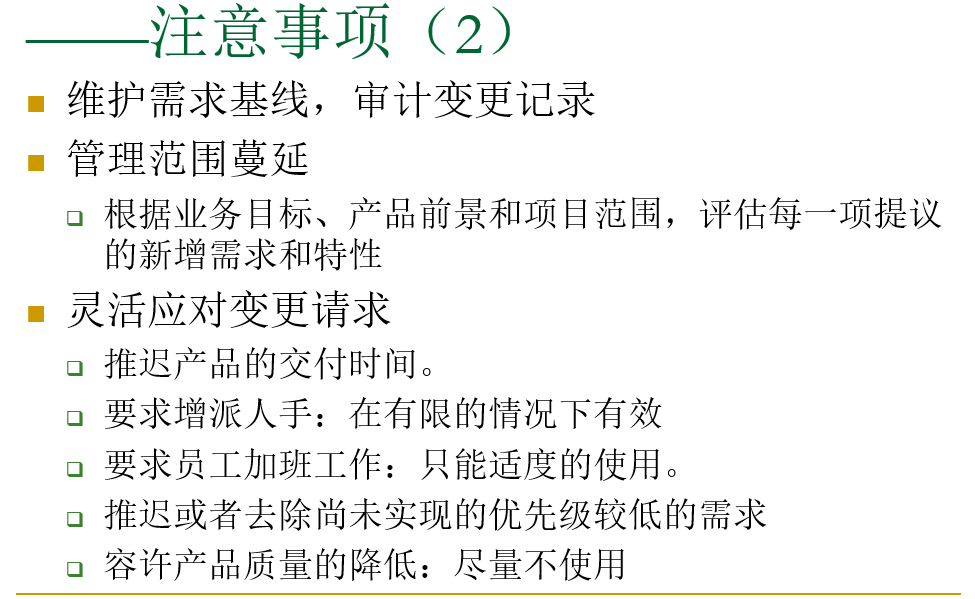 ——注意事项（2）
维护需求基线，审计变更记录
管理范围蔓延
根据业务目标、产品前景和项目范围，评估每一项提议
的新增需求和特性
灵活应对变更请求
推迟产品的交付时间。
要求增派人手：在有限的情况下有效
要求员工加班工作：只能适度的使用。
推迟或者去除尚未实现的优先级较低的需求
容许产品质量的降低：尽量不使用